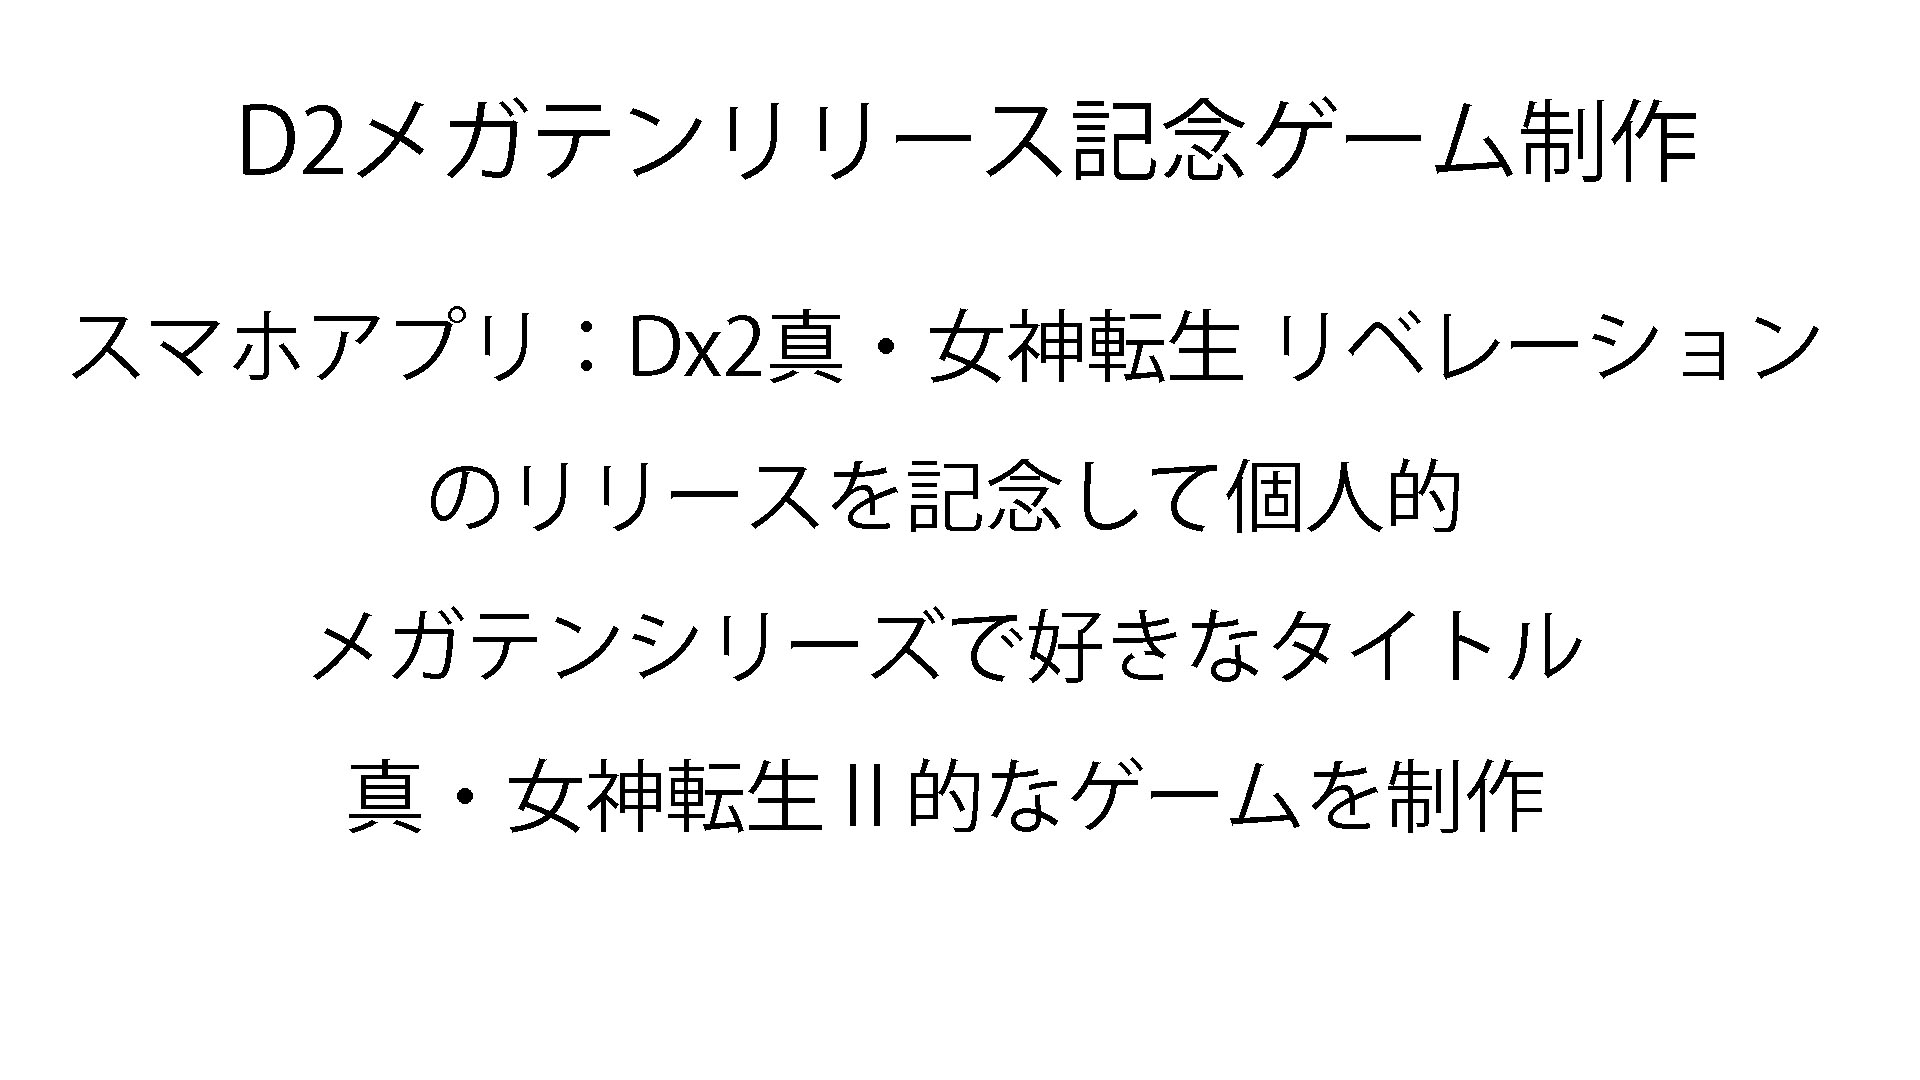 D2メガテンリリース記念ゲーム制作
スマホアプリ：Dx2真・女神転生 リベレーション
のリリースを記念して個人的
メガテンシリーズで好きなタイトル
真・女神転生Ⅱ的なゲームを制作